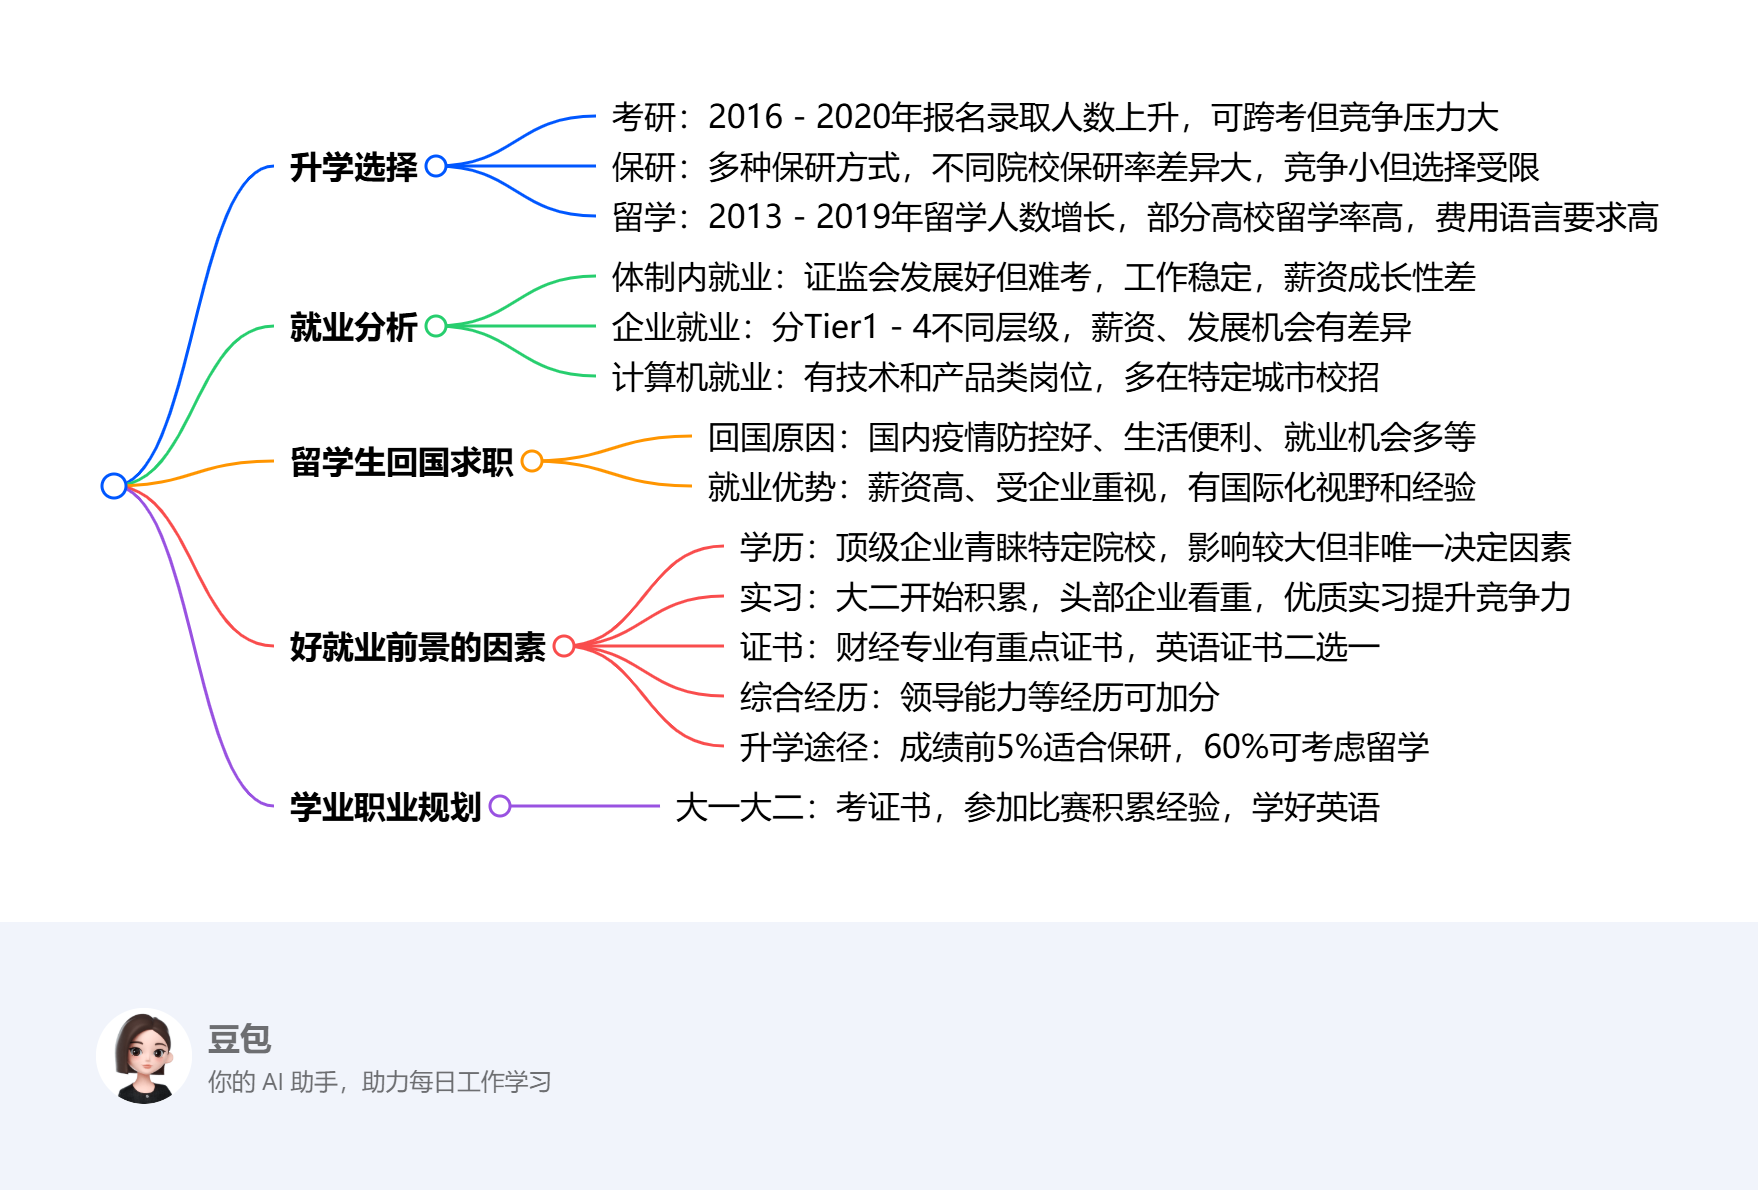 升学选择
考研：2016 - 2020年报名录取人数上升，可跨考但竞争压力大
保研：多种保研方式，不同院校保研率差异大，竞争小但选择受限
留学：2013 - 2019年留学人数增长，部分高校留学率高，费用语言要求高
就业分析
体制内就业：证监会发展好但难考，工作稳定，薪资成长性差
企业就业：分Tier1 - 4不同层级，薪资、发展机会有差异
计算机就业：有技术和产品类岗位，多在特定城市校招
留学生回国求职
回国原因：国内疫情防控好、生活便利、就业机会多等
就业优势：薪资高、受企业重视，有国际化视野和经验
好就业前景的因素
学历：顶级企业青睐特定院校，影响较大但非唯一决定因素
实习：大二开始积累，头部企业看重，优质实习提升竞争力
证书：财经专业有重点证书，英语证书二选一
综合经历：领导能力等经历可加分
升学途径：成绩前5%适合保研，60%可考虑留学
学业职业规划
大一大二：考证书，参加比赛积累经验，学好英语
豆包
你的 AI 助手，助力每日工作学习